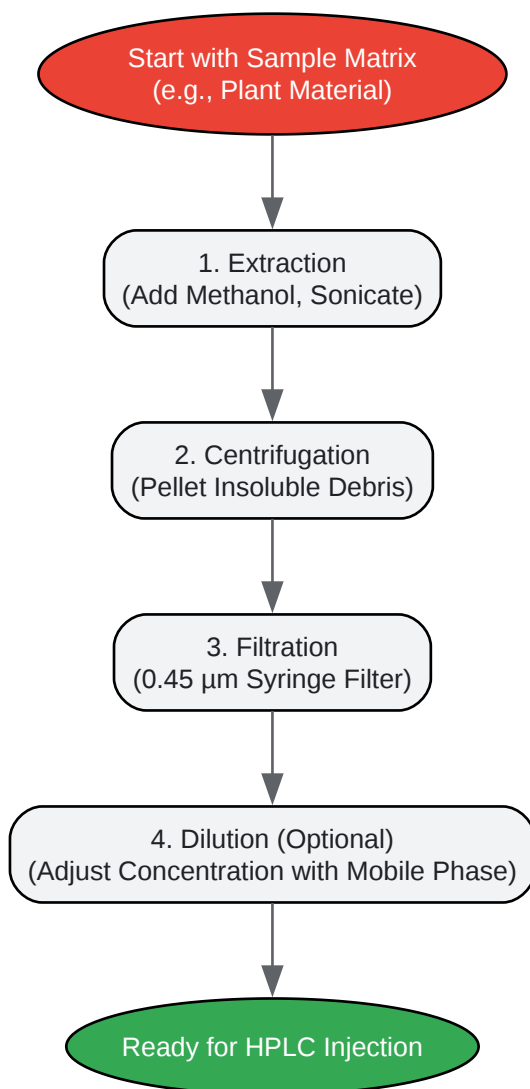 Start with Sample Matrix
(e.g., Plant Material)
1. Extraction
(Add Methanol, Sonicate)
2. Centrifugation
(Pellet Insoluble Debris)
3. Filtration
(0.45 µm Syringe Filter)
4. Dilution (Optional)
(Adjust Concentration with Mobile Phase)
Ready for HPLC Injection